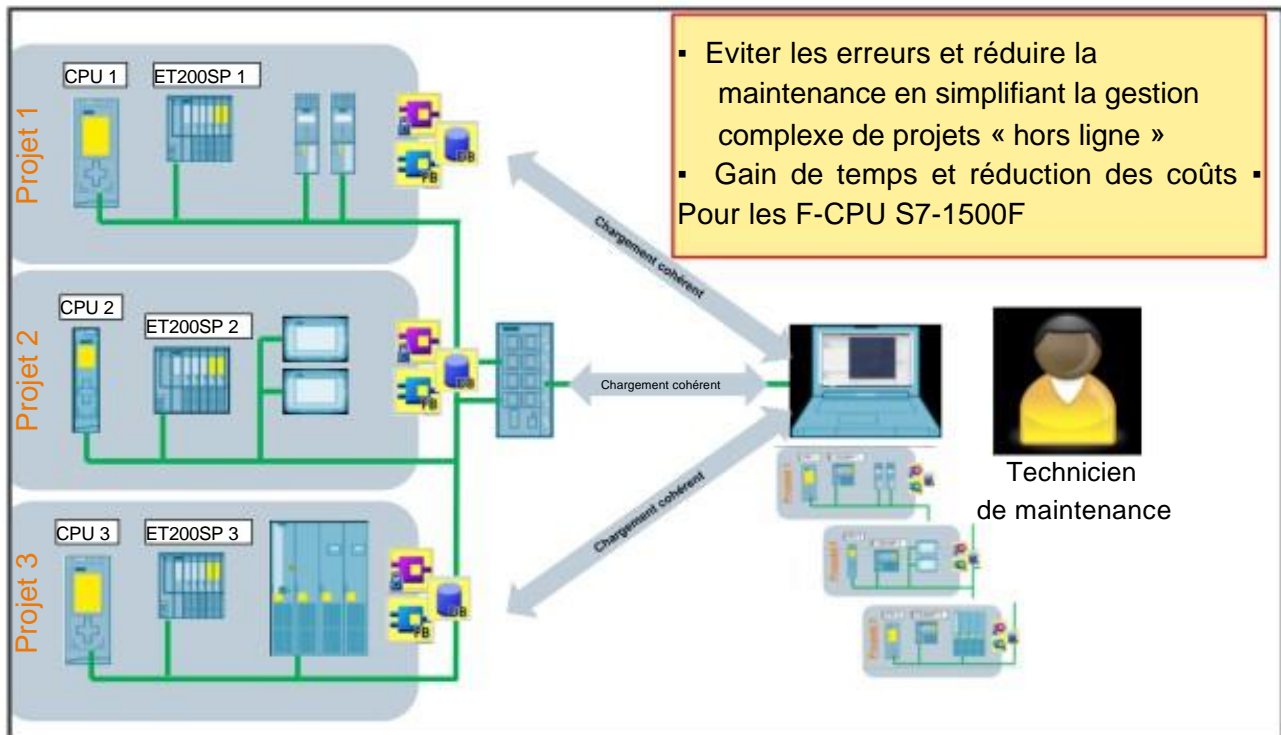 Projet 1
CPU 1
ET200SP 1
DB
FB
Chargement cohérent
▪ Eviter les erreurs et réduire la
maintenance en simplifiant la gestion
complexe de projets « hors ligne »
▪ Gain de temps et réduction des coûts ▪
Pour les F-CPU S7-1500F
Projet 2
CPU 2
ET200SP 2
DB
FB
Chargement cohérent
Technicien
de maintenance
Projet 3
CPU 3
ET200SP 3
DB
FB
Chargement cohérent